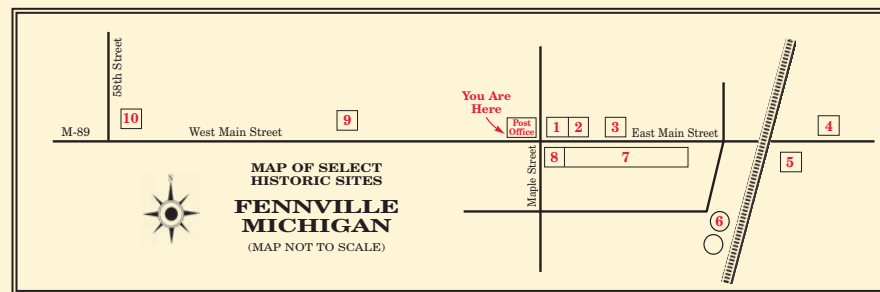 58th Street
10
9
M-89
West Main Street
You Are
Here
Post
Office
1
2
3
East Main Street
4
8
7
5
Maple Street
6
MAP OF SELECT
HISTORIC SITES
FENNVILLE
MICHIGAN
(MAP NOT TO SCALE)